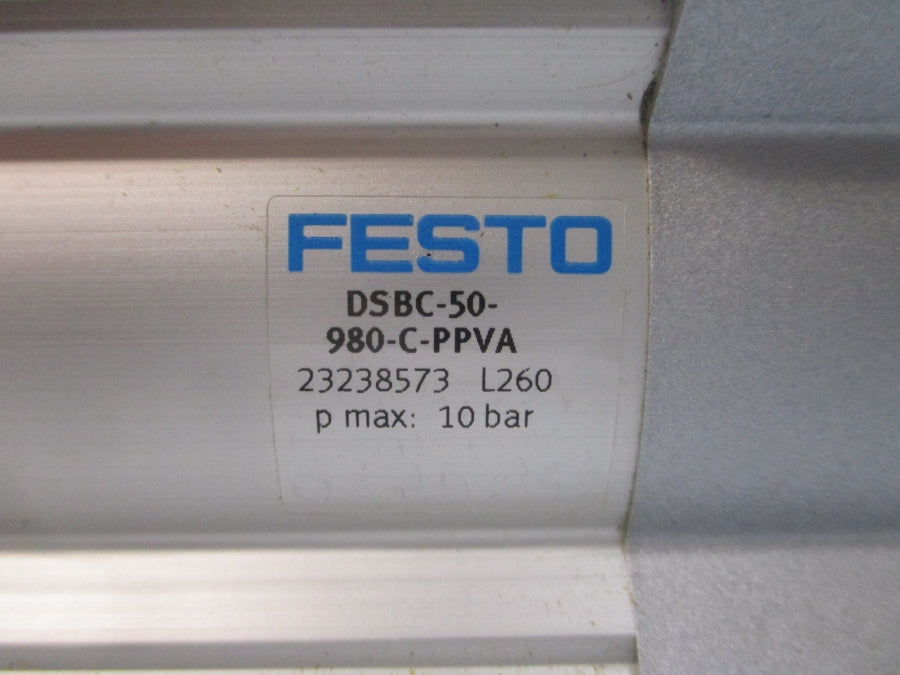 FESTO
DSBC-50-
980-C-PPVA
23238573 L260
p max: 10 bar